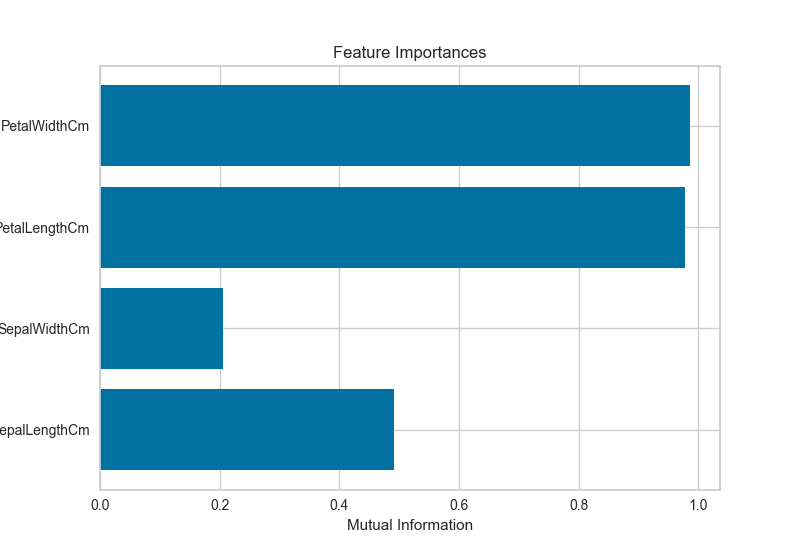 Feature Importances
PetalWidthCm
PetalLengthCm
SepalWidthCm
epalLengthCm
0.0 0.2 0.4 0.6 0.8 1.0
Mutual Information